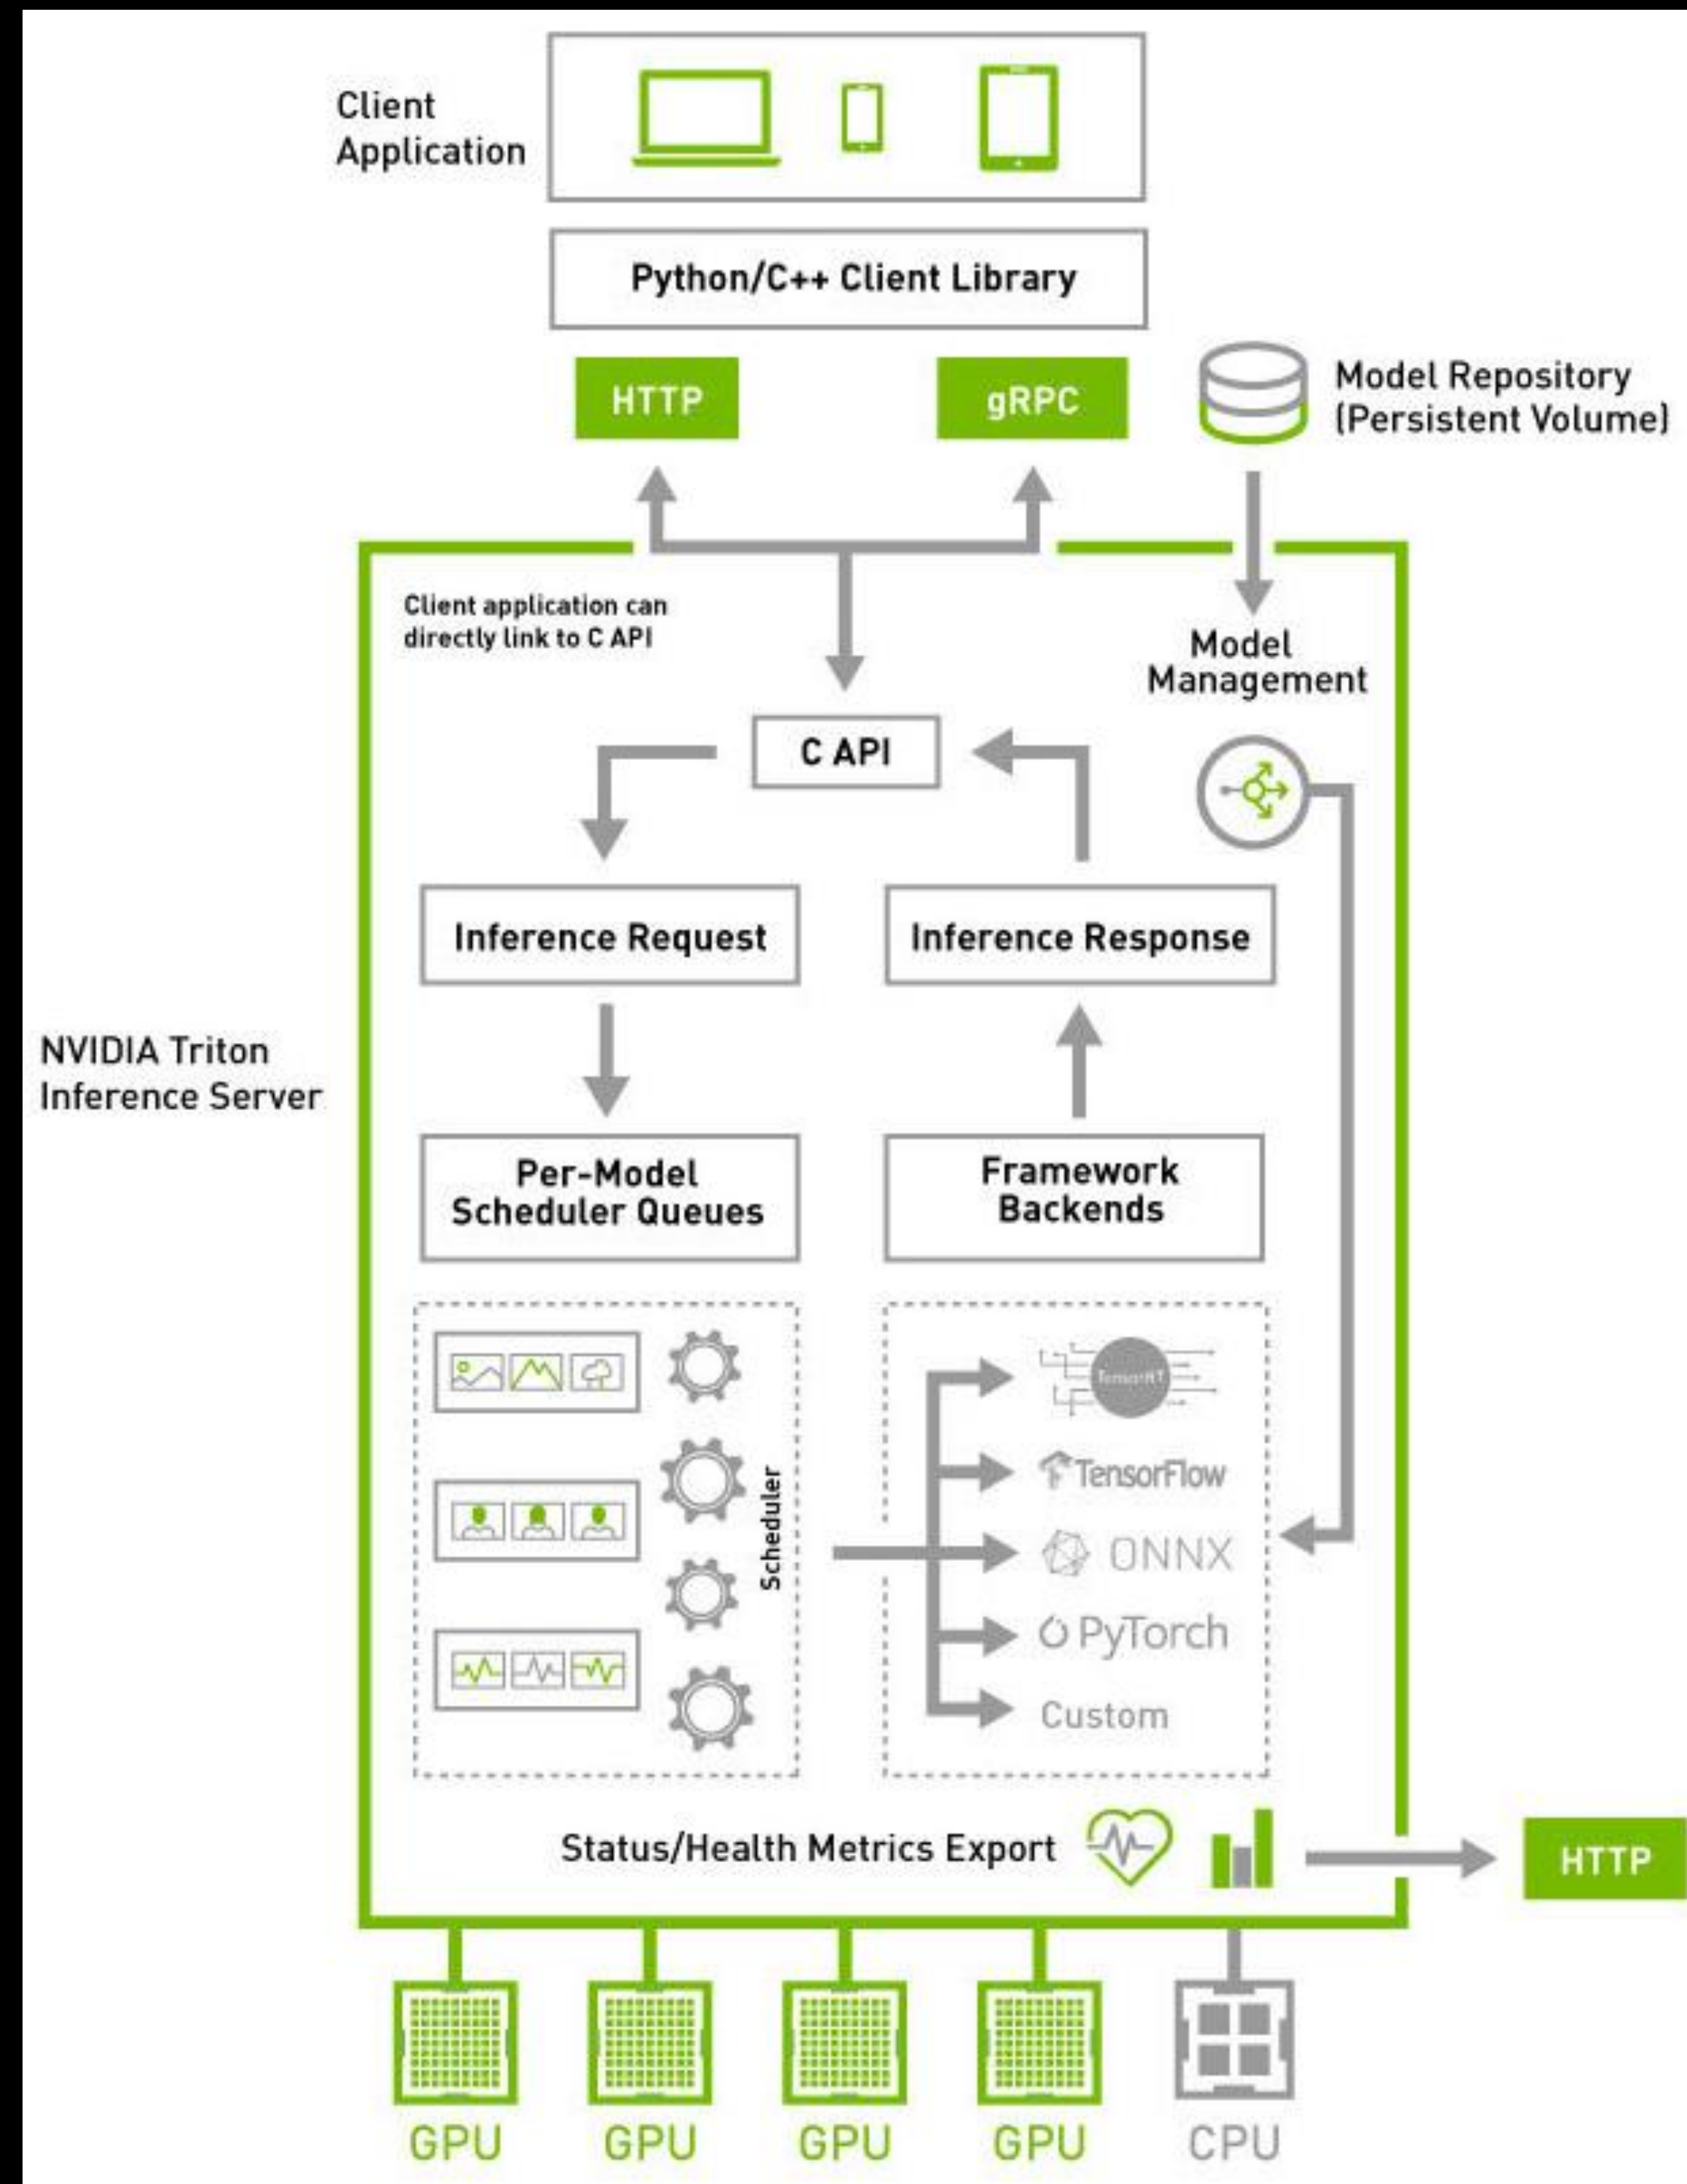 Client
Application
Python/C++ Client Library
HTTP
gRPC
Model Repository
(Persistent Volume)
Client application can
directly link to C API
Model
Management
C API
Inference Request
Inference Response
NVIDIA Triton
Inference Server
Per-Model
Scheduler Queues
Framework
Backends
Scheduler
TensorRT
TensorFlow
ONNX
PyTorch
Custom
Status/Health Metrics Export
HTTP
GPU
GPU
GPU
GPU
CPU